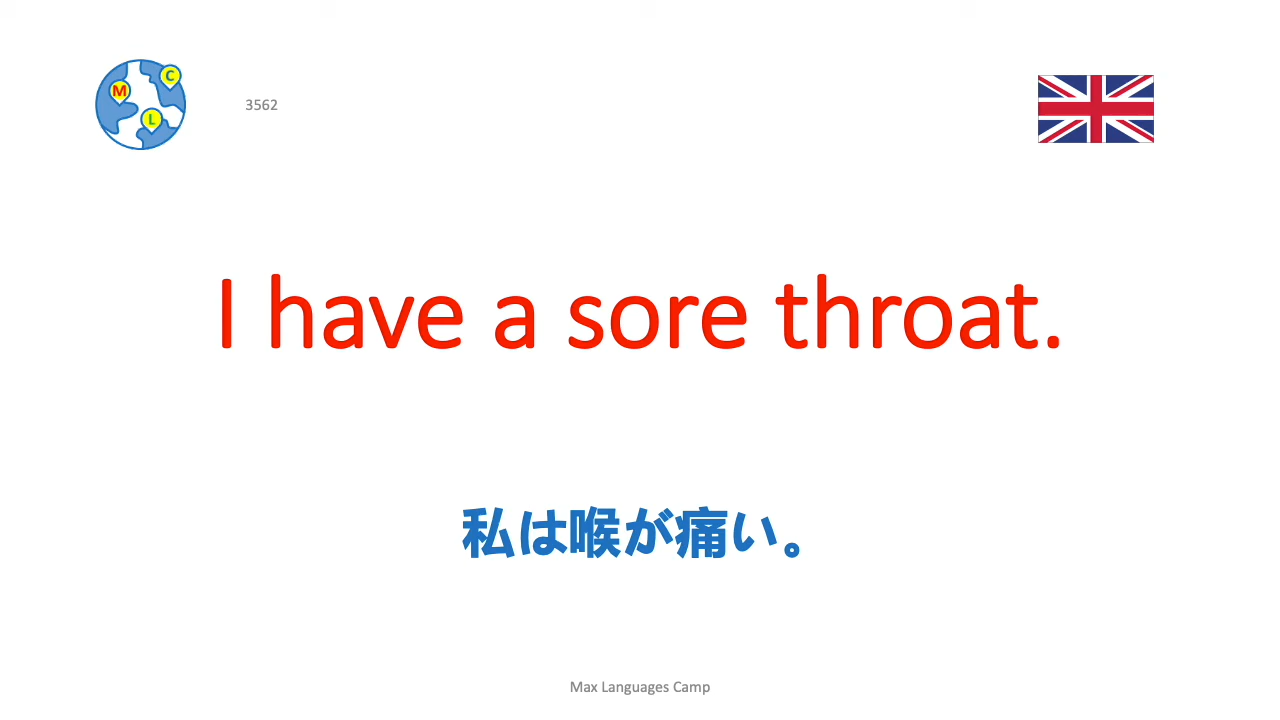 M
C
L
3562
I have a sore throat.
私は喉が痛い。
Max Languages Camp